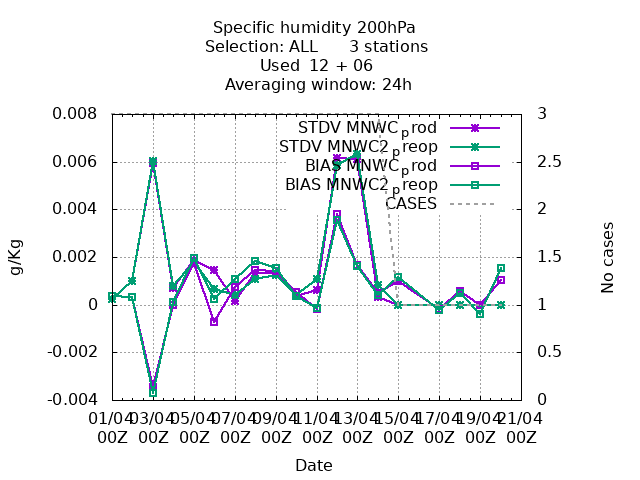 Specific humidity 200hPa
Selection: ALL 3 stations
Used 12 + 06
Averaging window: 24h
0.008
0.006
0.004
0.002
0
-0.002
-0.004
g/Kg
3
2.5
2
1.5
1
0.5
0
No cases
STDV MNWC_prod
STDV MNWC2_preop
BIAS MNWC_prod
BIAS MNWC2_preop
CASES
01/04 03/04 05/04 07/04 09/04 11/04 13/04 15/04 17/04 19/04 21/04
00Z 00Z 00Z 00Z 00Z 00Z 00Z 00Z 00Z 00Z 00Z
Date